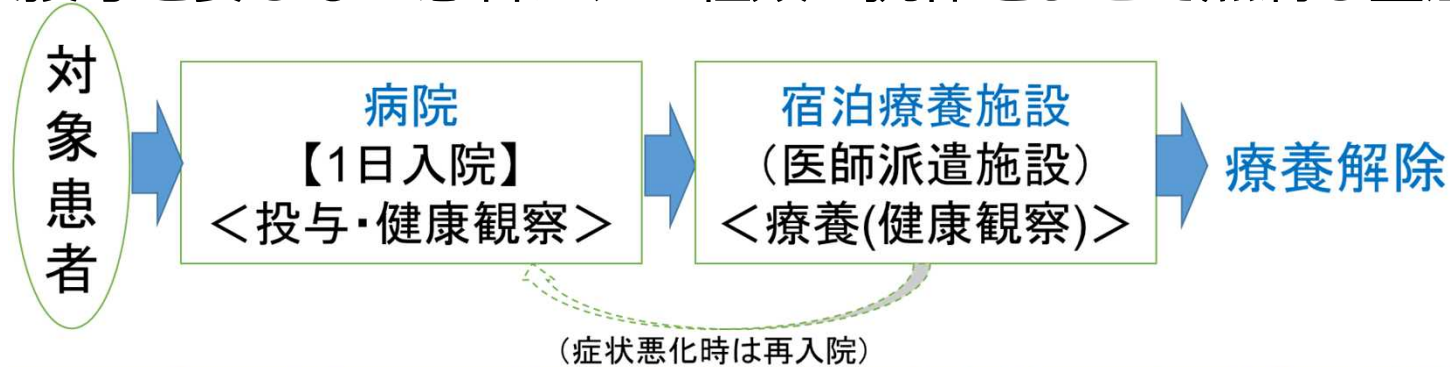 対象患者
病院
【1日入院】
＜投与・健康観察＞
宿泊療養施設
（医師派遣施設）
＜療養(健康観察)＞
療養解除
（症状悪化時は再入院）